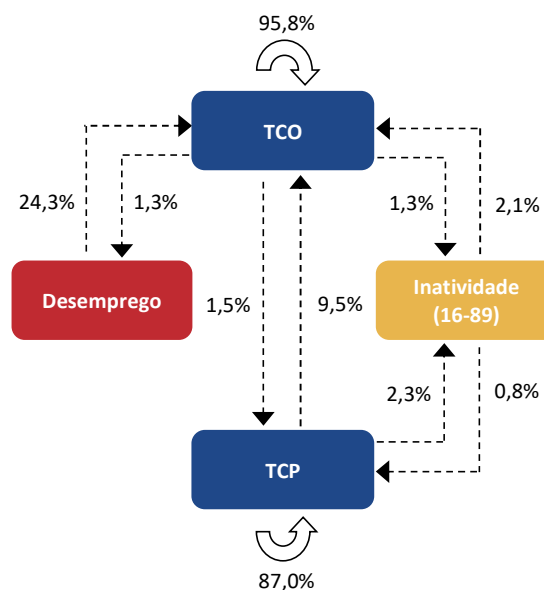 95,8%
TCO
24,3%
1,3%
1,3%
2,1%
Desemprego
1,5%
9,5%
Inatividade
(16-89)
2,3%
0,8%
TCP
87,0%